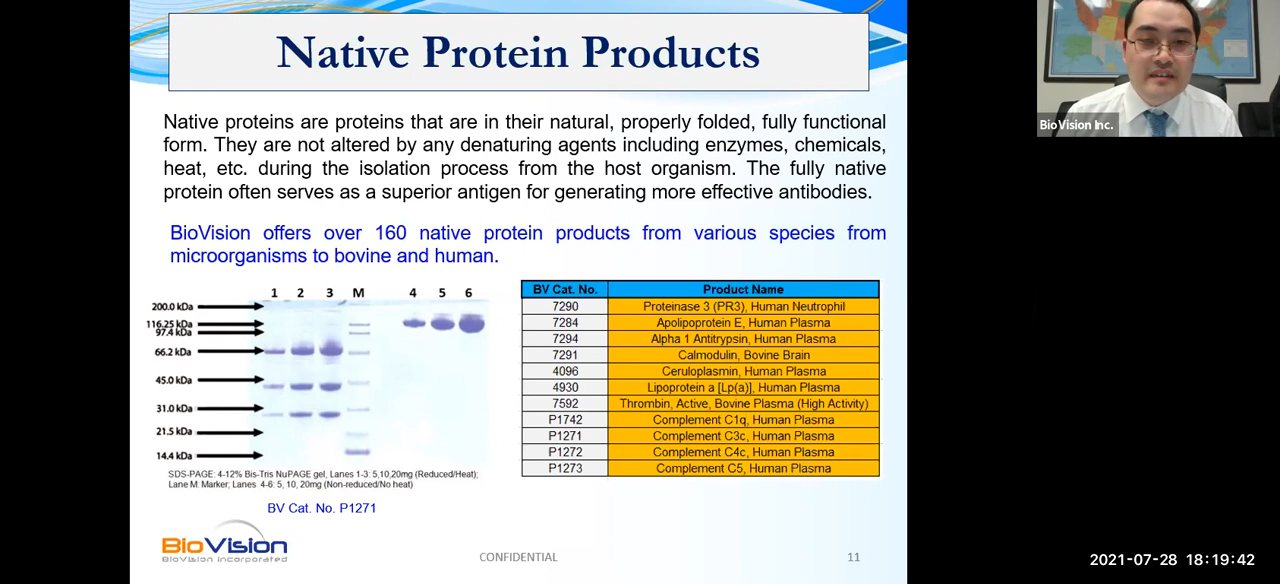 Native Protein Products
Native proteins are proteins that are in their natural, properly folded, fully functional
form. They are not altered by any denaturing agents including enzymes, chemicals,
heat, etc. during the isolation process from the host organism. The fully native
protein often serves as a superior antigen for generating more effective antibodies.
BioVision offers over 160 native protein products from various species from
microorganisms to bovine and human.
1 2 3 M 4 5 6
200.0 kDa
116.25 kDa
97.4 kDa
66.2 kDa
45.0 kDa
31.0 kDa
21.5 kDa
14.4 kDa
SDS-PAGE: 4-12% Bis-Tris NuPAGE gel, Lanes 1-3: 5,10,20mg (Reduced/Heat);
Lane M: Marker; Lanes 4-6: 5, 10, 20mg (Non-reduced/No heat)
BV Cat. No. P1271
BV Cat. No. Product Name
7290 Proteinase 3 (PR3), Human Neutrophil
7284 Apolipoprotein E, Human Plasma
7294 Alpha 1 Antitrypsin, Human Plasma
7291 Calmodulin, Bovine Brain
4096 Ceruloplasmin, Human Plasma
4930 Lipoprotein a [Lp(a)], Human Plasma
7592 Thrombin, Active, Bovine Plasma (High Activity)
P1742 Complement C1q, Human Plasma
P1271 Complement C3c, Human Plasma
P1272 Complement C4c, Human Plasma
P1273 Complement C5, Human Plasma
BioVision
BioVision Incorporated
CONFIDENTIAL
11
BioVision Inc.
2021-07-28 18:19:42